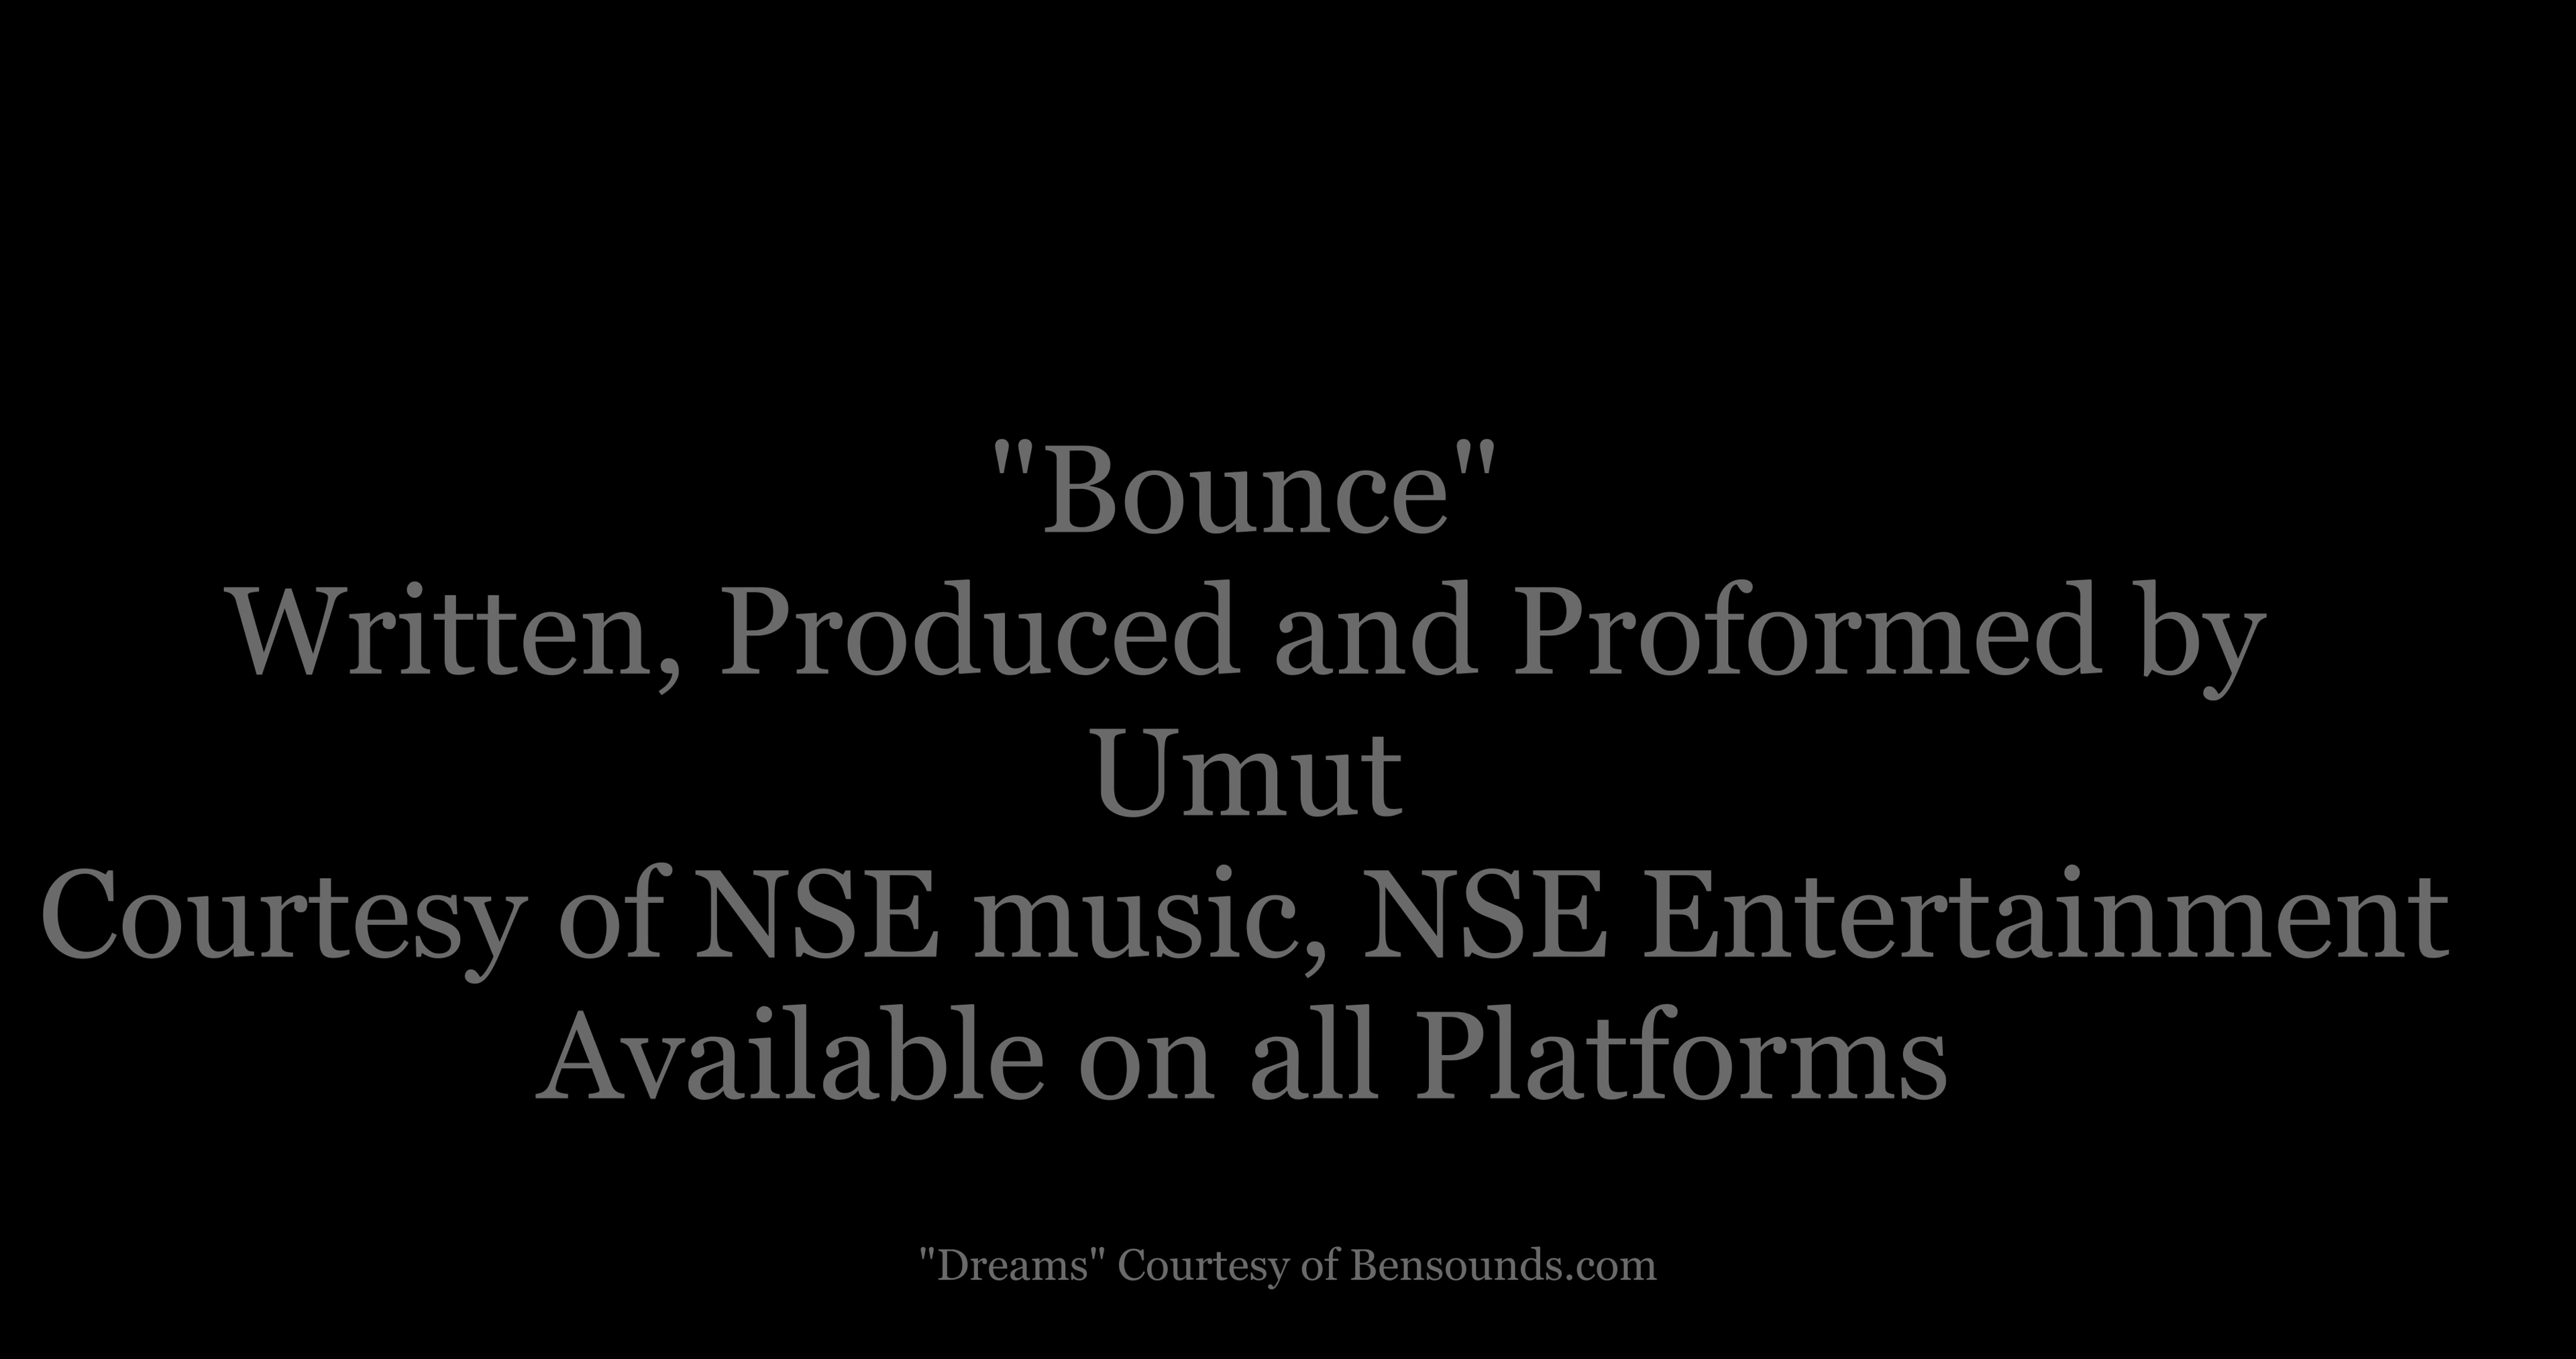 "Bounce"
Written, Produced and Proformed by
Umut
Courtesy of NSE music, NSE Entertainment
Available on all Platforms
"Dreams" Courtesy of Bensounds.com